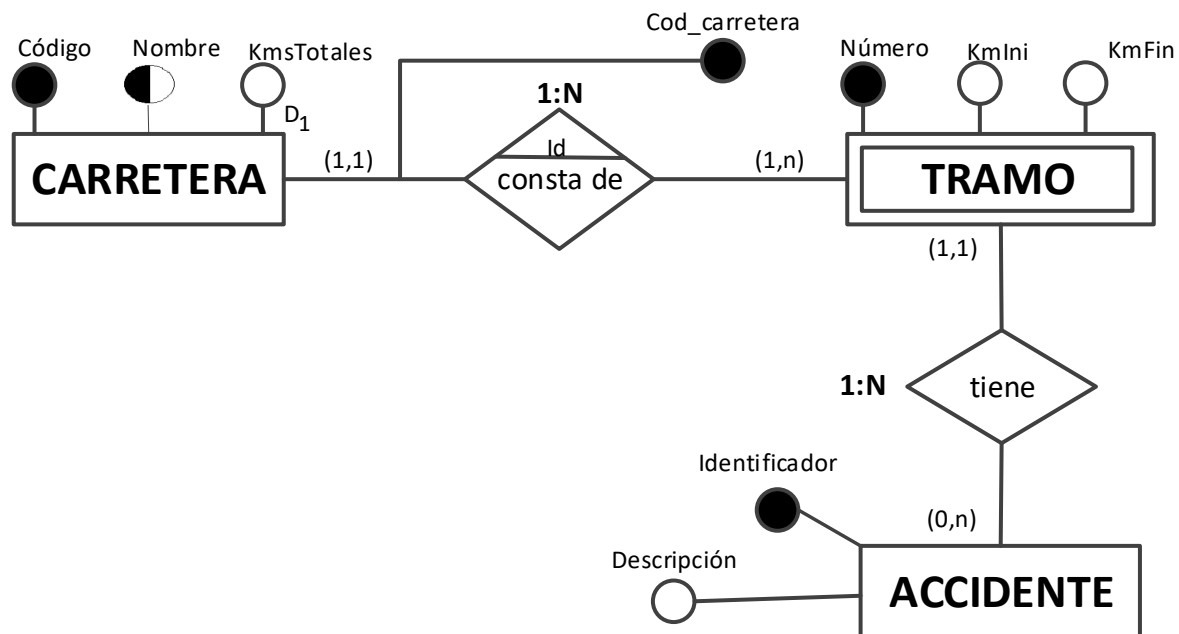 Cod_carretera
Código
Nombre
KmsTotales
Número
KmIni
KmFin
D1
1:N
CARRETERA
(1,1)
Id
consta de
(1,n)
TRAMO
(1,1)
1:N
tiene
Identificador
(0,n)
Descripción
ACCIDENTE